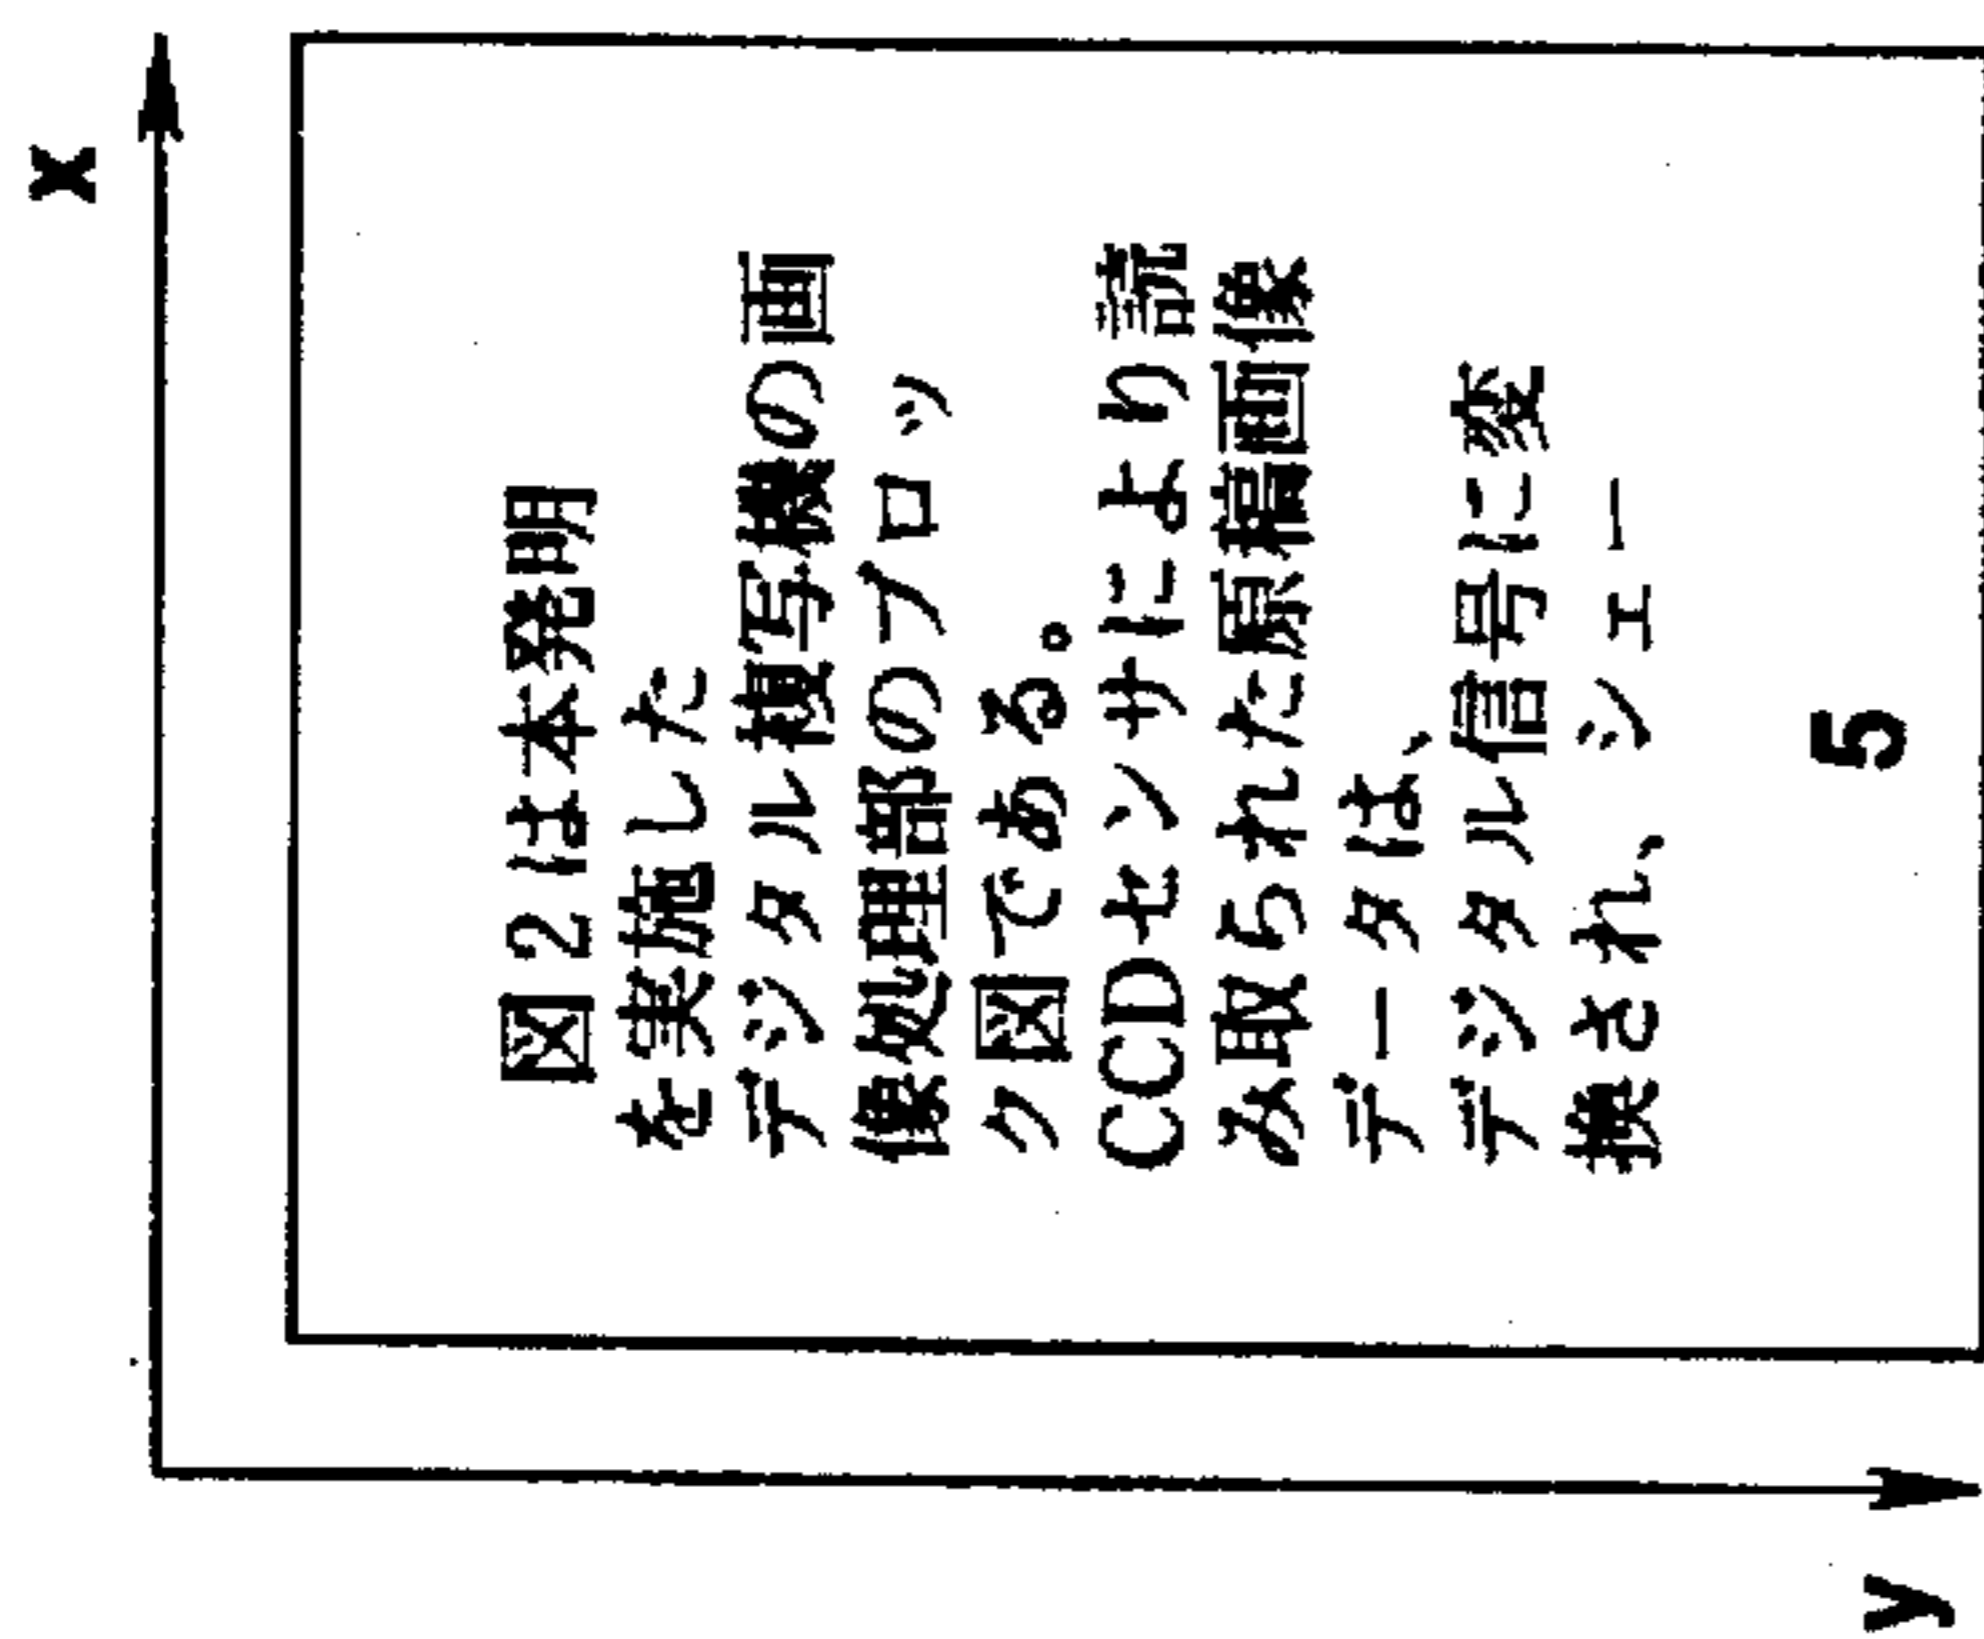 x
図2は本発明
を実施した
デジタル複写機の画
像処理部のブロッ
ク図である。
CCDセンサにより読
み取られた原稿画像
データは、
デジタル信号に変
換され、シェー
5
y